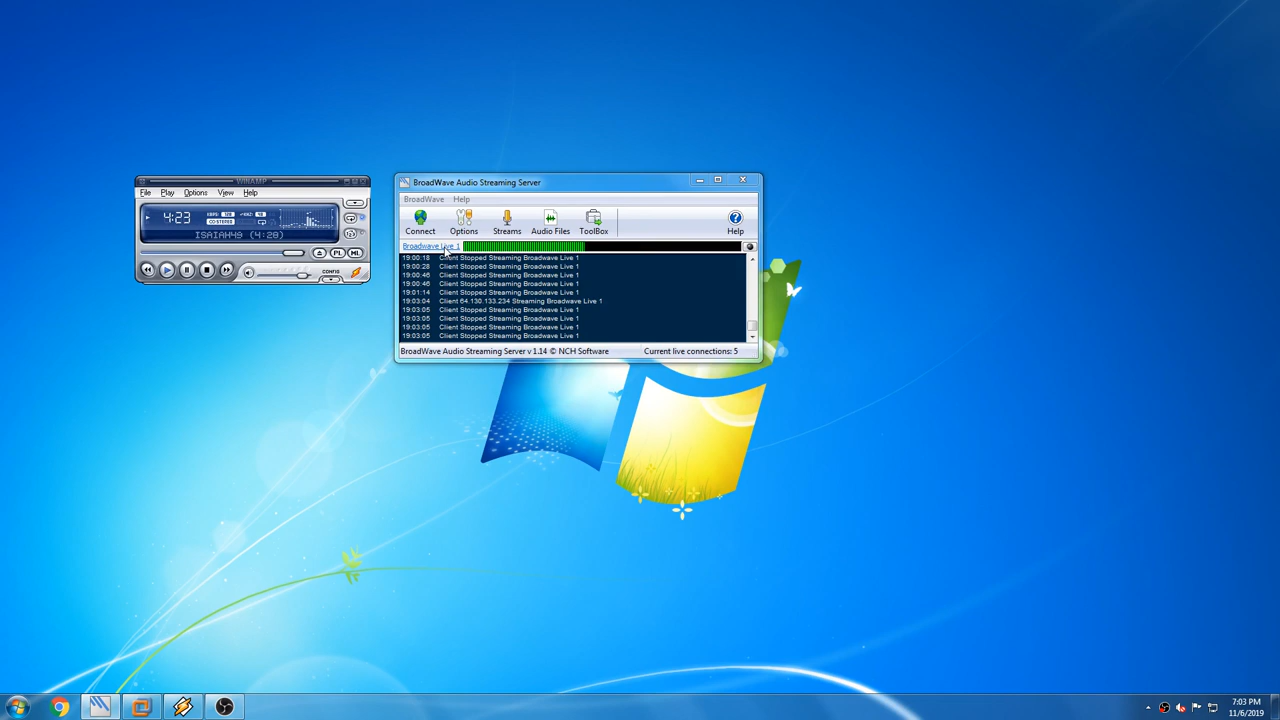 WINAMP
File Play Options View Help
4:23
CO-STEREO
ISAIAH49 (4:28)
PL ML
CONFIG
BroadWave Audio Streaming Server
BroadWave Help
Connect Options Streams Audio Files ToolBox Help
Broadwave Live 1
19:00:18 Client Stopped Streaming Broadwave Live 1
19:00:28 Client Stopped Streaming Broadwave Live 1
19:00:46 Client Stopped Streaming Broadwave Live 1
19:00:46 Client Stopped Streaming Broadwave Live 1
19:01:14 Client Stopped Streaming Broadwave Live 1
19:03:04 Client 64.130.133.234 Streaming Broadwave Live 1
19:03:05 Client Stopped Streaming Broadwave Live 1
19:03:05 Client Stopped Streaming Broadwave Live 1
19:03:05 Client Stopped Streaming Broadwave Live 1
19:03:05 Client Stopped Streaming Broadwave Live 1
BroadWave Audio Streaming Server v 1.14 © NCH Software Current live connections: 5
7:03 PM
11/6/2019